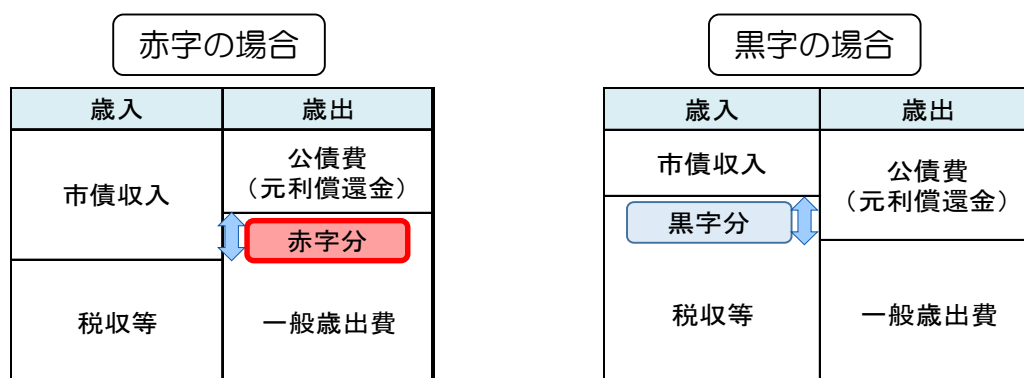 赤字の場合
歳入
歳出
市債収入
公債費
（元利償還金）
赤字分
税収等
一般歳出費
黒字の場合
歳入
歳出
市債収入
公債費
（元利償還金）
黒字分
税収等
一般歳出費